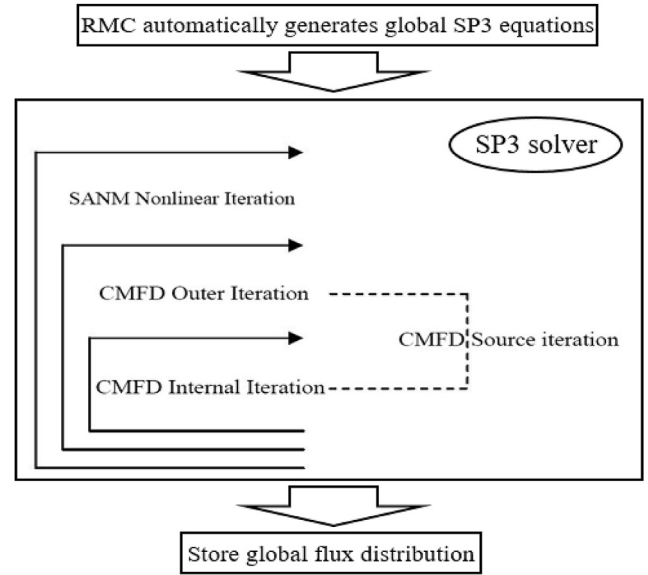 RMC automatically generates global SP3 equations
SP3 solver
SANM Nonlinear Iteration
CMFD Outer Iteration
CMFD Source iteration
CMFD Internal Iteration
Store global flux distribution